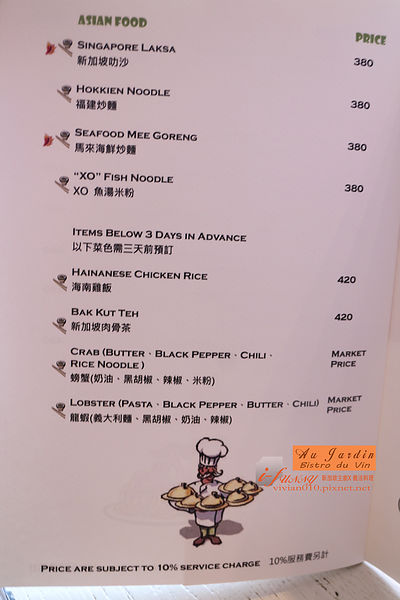 ASIAN FOOD
PRICE
SINGAPORE LAKSA 380
新加坡叻沙
HOKKIEN NOODLE 380
福建炒麵
SEAFOOD MEE GORENG 380
馬來海鮮炒麵
"XO" FISH NOODLE 380
XO 魚湯米粉
ITEMS BELOW 3 DAYS IN ADVANCE
以下菜色需三天前預訂
HAINANESE CHICKEN RICE 420
海南雞飯
BAK KUT TEH 420
新加坡肉骨茶
CRAB (BUTTER、BLACK PEPPER、CHILI、 MARKET
RICE NOODLE) PRICE
螃蟹(奶油、黑胡椒、辣椒、米粉)
LOBSTER (PASTA、BLACK PEPPER、BUTTER、CHILI) MARKET
PRICE
龍蝦(義大利麵、黑胡椒、奶油、辣椒)
Au Jardin
Bistro du Vin
vivian010.pixnet.net
PRICE ARE SUBJECT TO 10% SERVICE CHARGE 10%服務費另計